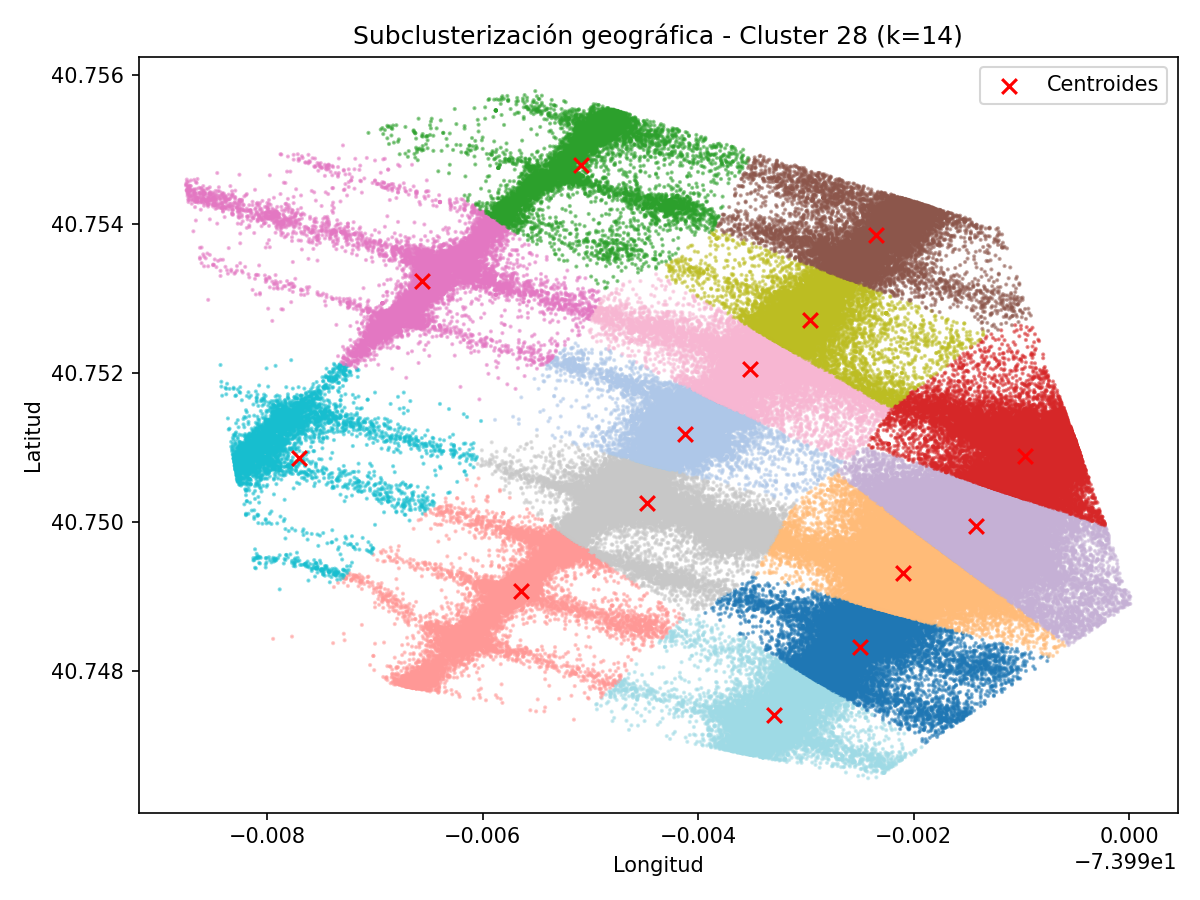 Subclusterización geográfica - Cluster 28 (k=14)
Centroides
40.756
40.754
40.752
40.750
40.748
Latitud
−0.008
−0.006
−0.004
−0.002
0.000
−7.399e1
Longitud